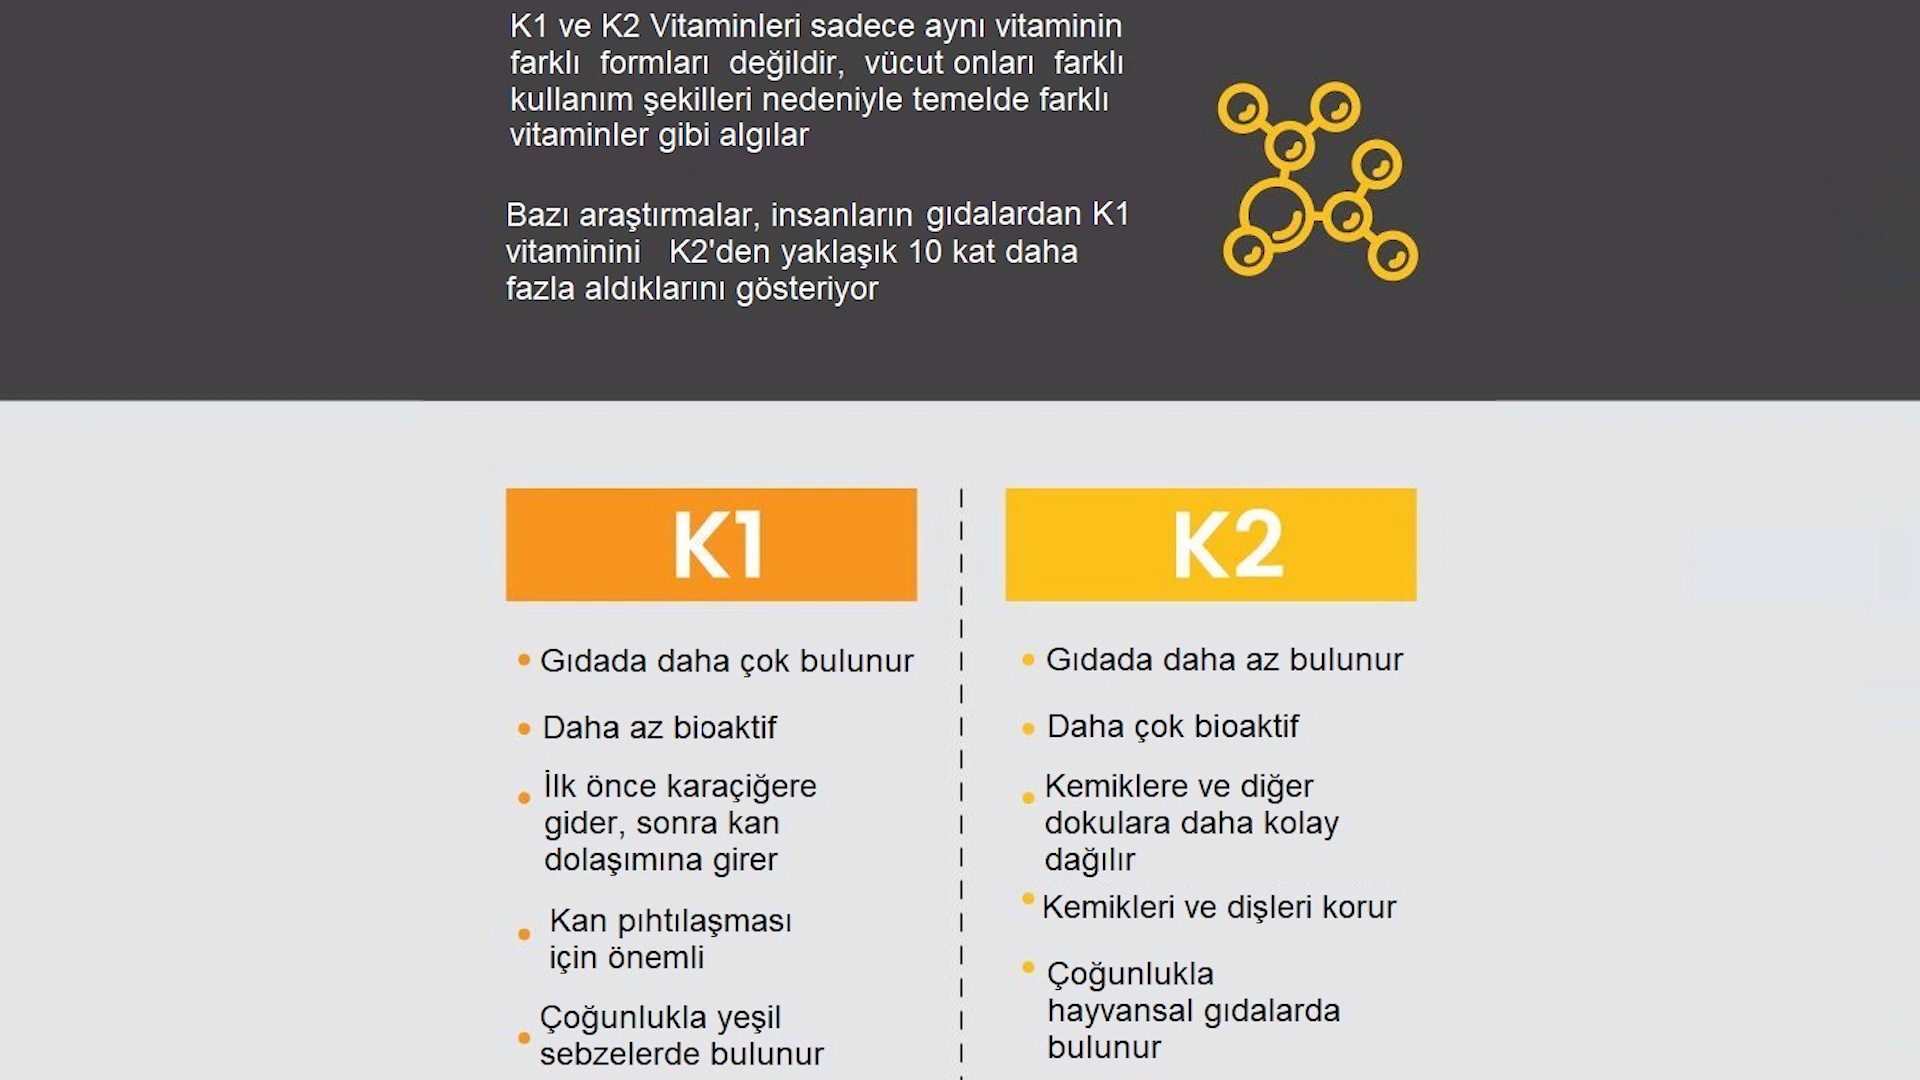 K1 ve K2 Vitaminleri sadece aynı vitaminin
farklı formları değildir, vücut onları farklı
kullanım şekilleri nedeniyle temelde farklı
vitaminler gibi algılar
Bazı araştırmalar, insanların gıdalardan K1
vitaminini K2'den yaklaşık 10 kat daha
fazla aldıklarını gösteriyor
K1
Gıdada daha çok bulunur
Daha az bioaktif
İlk önce karaçiğere
gider, sonra kan
dolaşımına girer
Kan pıhtılaşması
için önemli
Çoğunlukla yeşil
sebzelerde bulunur
K2
Gıdada daha az bulunur
Daha çok bioaktif
Kemiklere ve diğer
dokulara daha kolay
dağılır
Kemikleri ve dişleri korur
Çoğunlukla
hayvansal gıdalarda
bulunur